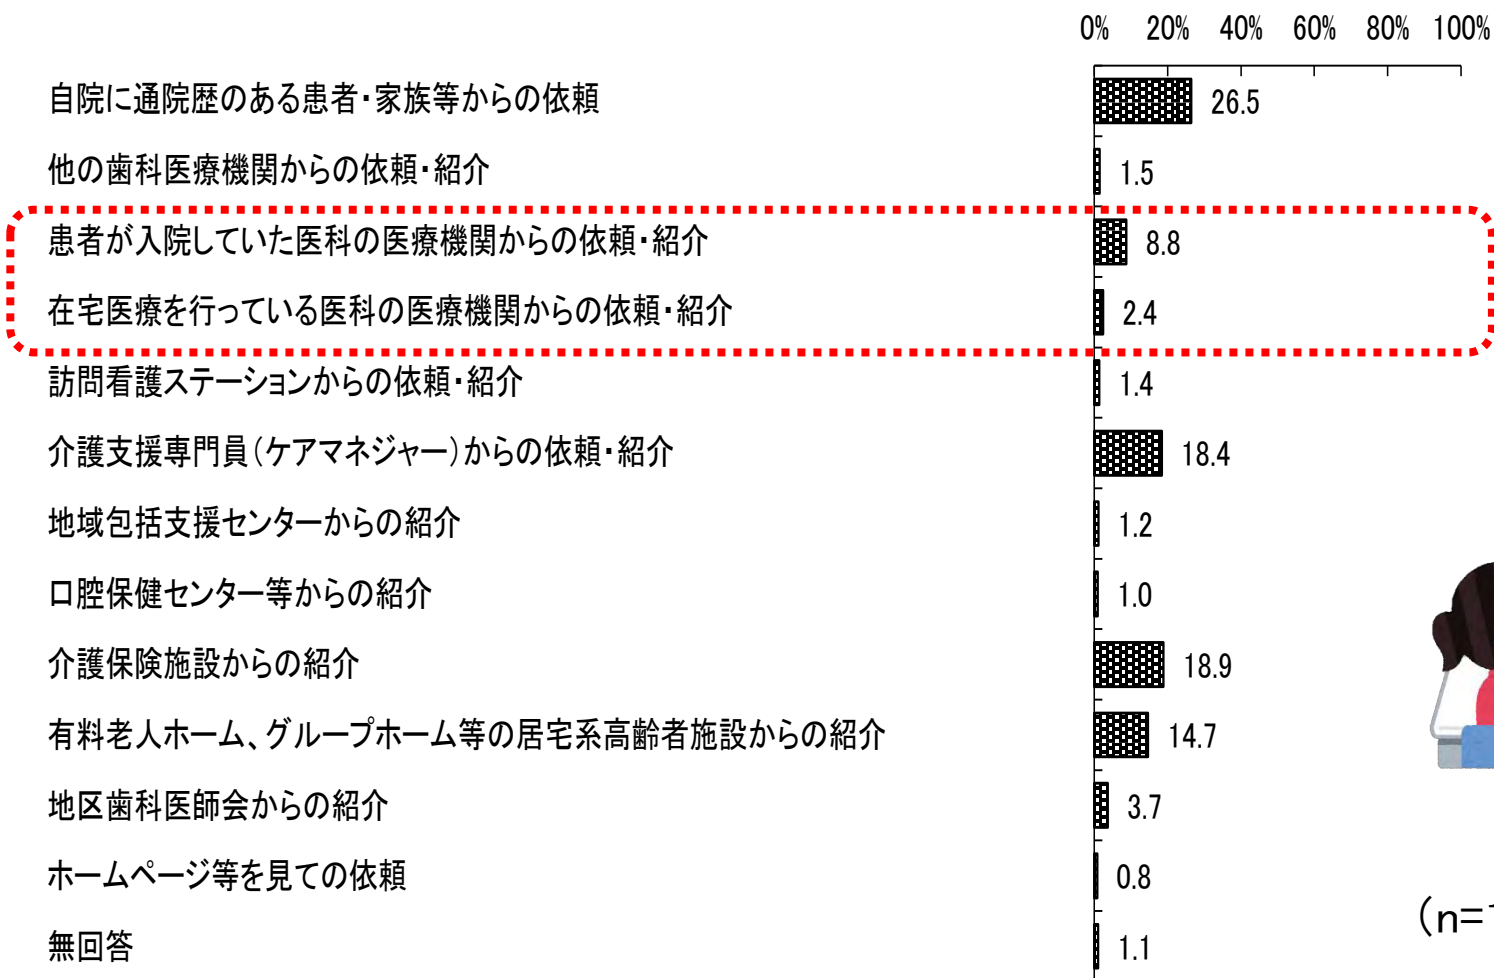 0% 20% 40% 60% 80% 100%
自院に通院歴のある患者・家族等からの依頼 26.5
他の歯科医療機関からの依頼・紹介 1.5
患者が入院していた医科の医療機関からの依頼・紹介 8.8
在宅医療を行っている医科の医療機関からの依頼・紹介 2.4
訪問看護ステーションからの依頼・紹介 1.4
介護支援専門員(ケアマネジャー)からの依頼・紹介 18.4
地域包括支援センターからの紹介 1.2
口腔保健センター等からの紹介 1.0
介護保険施設からの紹介 18.9
有料老人ホーム、グループホーム等の居宅系高齢者施設からの紹介 14.7
地区歯科医師会からの紹介 3.7
ホームページ等を見ての依頼 0.8
(n=
無回答 1.1